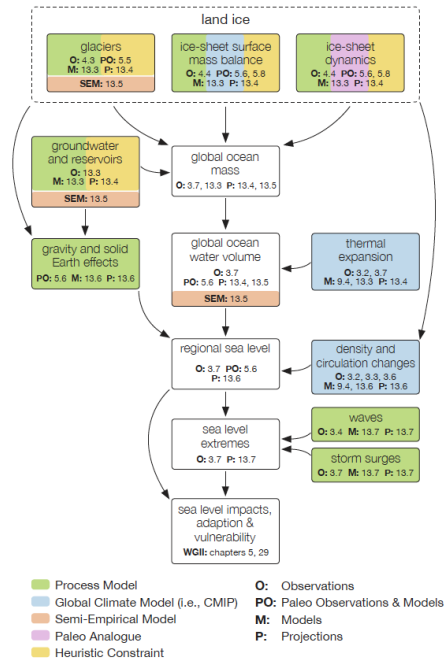 land ice
glaciers
O: 4.3 PO: 5.5
M: 13.3 P: 13.4
SEM: 13.5
ice-sheet surface
mass balance
O: 4.4 PO: 5.6, 5.8
M: 13.3 P: 13.4
ice-sheet
dynamics
O: 4.4 PO: 5.6, 5.8
M: 13.3 P: 13.4
groundwater
and reservoirs
O: 13.3
M: 13.3 P: 13.4
SEM: 13.5
global ocean
mass
O: 3.7, 13.3 P: 13.4, 13.5
gravity and solid
Earth effects
PO: 5.6 M: 13.6 P: 13.6
global ocean
water volume
O: 3.7
PO: 5.6 P: 13.4, 13.5
SEM: 13.5
thermal
expansion
O: 3.2, 3.7
M: 9.4, 13.3 P: 13.4
regional sea level
O: 3.7 PO: 5.6
P: 13.6
density and
circulation changes
O: 3.2, 3.3, 3.6
M: 9.4, 13.6 P: 13.6
sea level
extremes
O: 3.7 P: 13.7
waves
O: 3.4 M: 13.7 P: 13.7
storm surges
O: 3.7 M: 13.7 P: 13.7
sea level impacts,
adaption &
vulnerability
WGII: chapters 5, 29
Process Model
Global Climate Model (i.e., CMIP)
Semi-Empirical Model
Paleo Analogue
Heuristic Constraint
O: Observations
PO: Paleo Observations & Models
M: Models
P: Projections